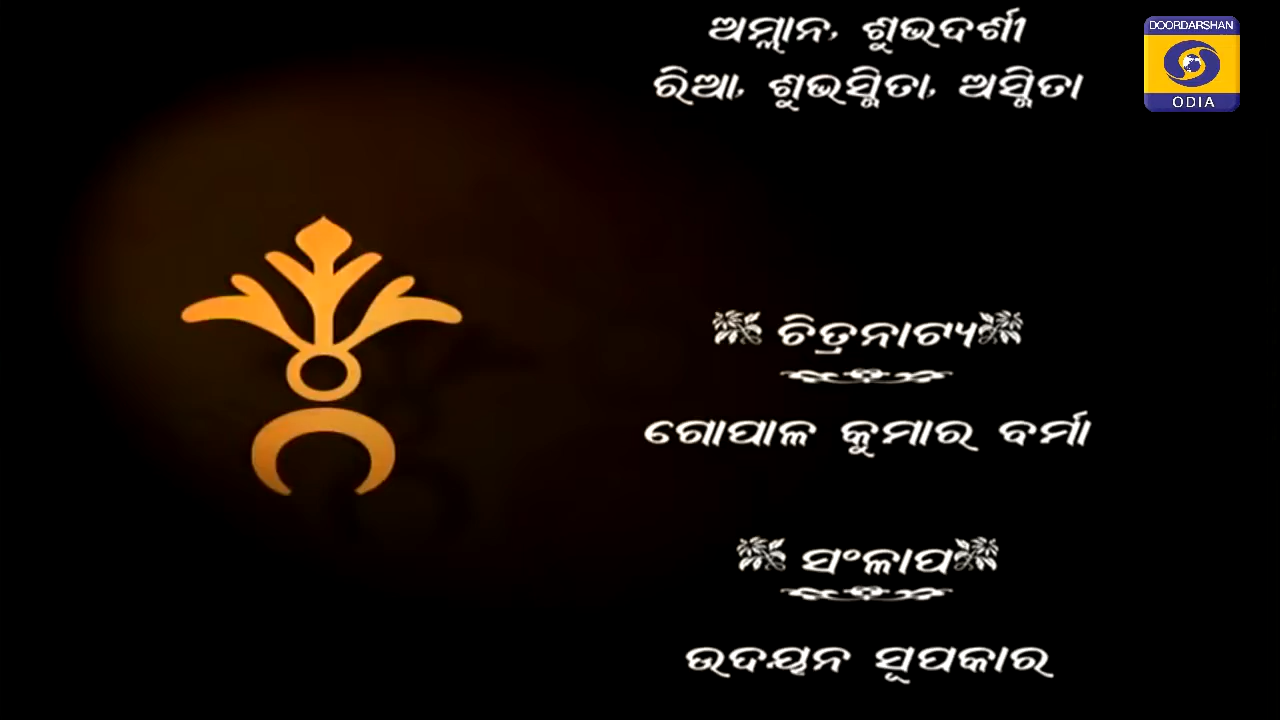 ଅମ୍ଳାନ, ଶୁଭଦର୍ଶୀ
ରିଆ, ଶୁଭସ୍ମିତା, ଅସ୍ମିତା
DOORDARSHAN
ODIA
ଚିତ୍ରନାଟ୍ୟ
ଗୋପାଳ କୁମାର ବର୍ମା
ସଂଳାପ
ଉଦୟନ ସୂପକାର